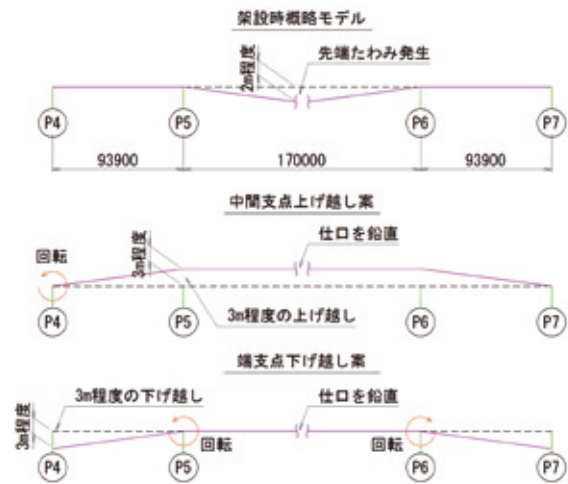 架設時概略モデル
2m程度
先端たわみ発生
P4
P5
P6
P7
93900
170000
93900
中間支点上げ越し案
回転
3m程度
仕口を鉛直
3m程度の上げ越し
P4
P5
P6
P7
端支点下げ越し案
3m程度
3m程度の下げ越し
仕口を鉛直
回転
回転
P4
P5
P6
P7